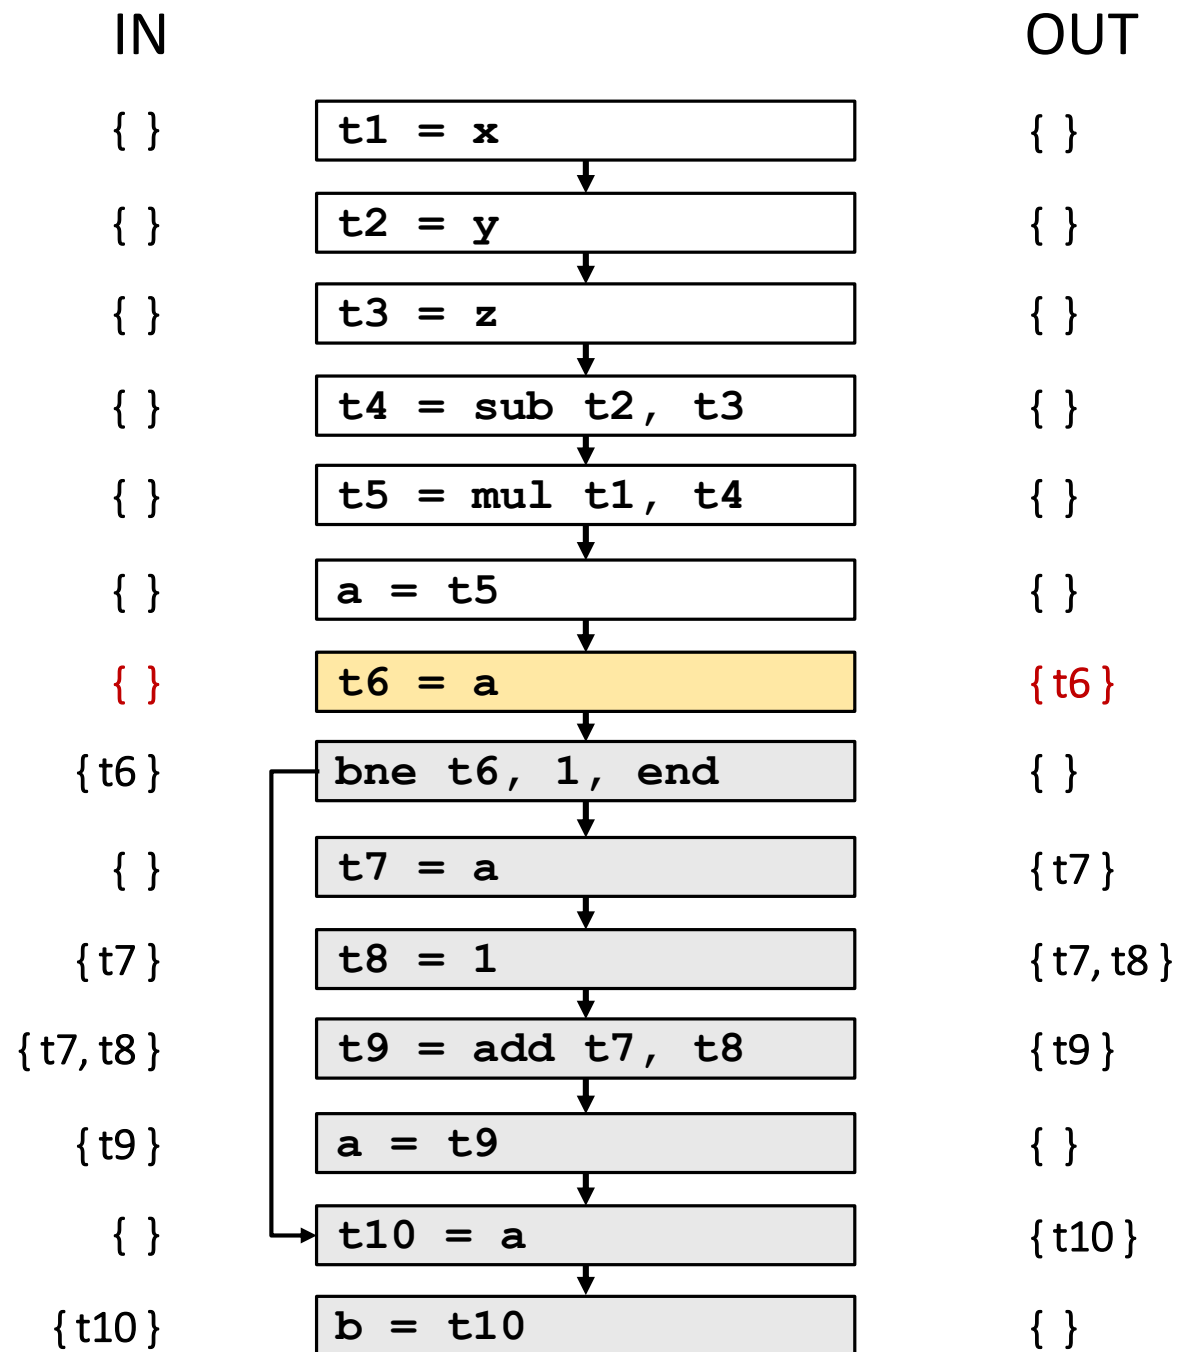 IN OUT
{ } t1 = x { }
{ } t2 = y { }
{ } t3 = z { }
{ } t4 = sub t2, t3 { }
{ } t5 = mul t1, t4 { }
{ } a = t5 { }
{ } t6 = a { t6 }
{ t6 } bne t6, 1, end { }
{ } t7 = a { t7 }
{ t7 } t8 = 1 { t7, t8 }
{ t7, t8 } t9 = add t7, t8 { t9 }
{ t9 } a = t9 { }
{ } t10 = a { t10 }
{ t10 } b = t10 { }